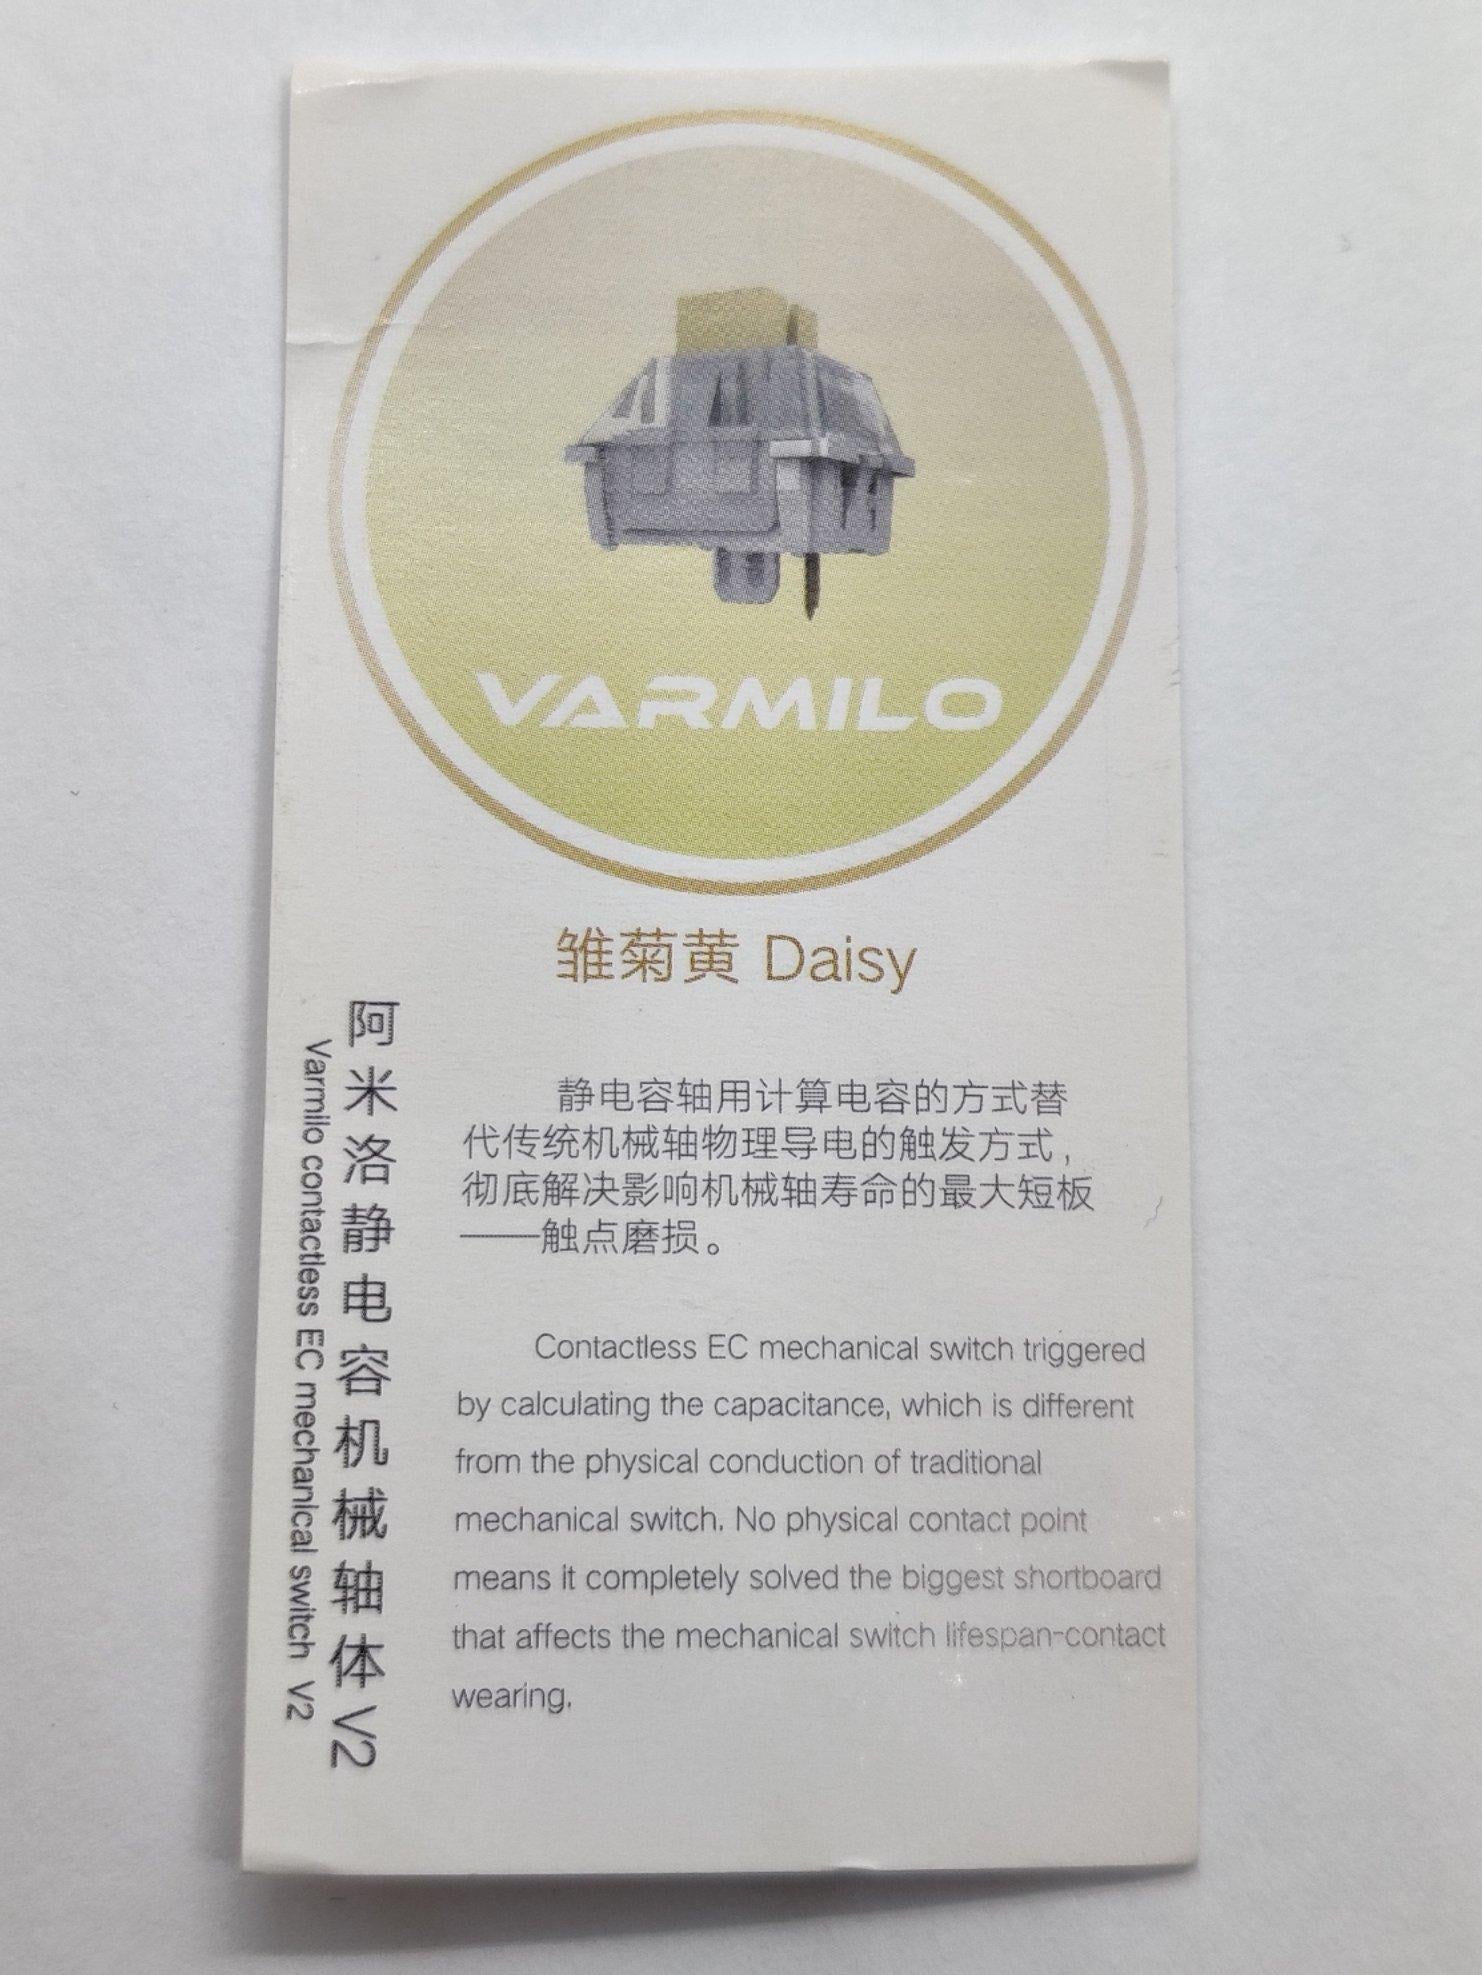 VARMILO
雏菊黄 Daisy
阿米洛静电容机械轴体 V2
Varmilo contactless EC mechanical switch V2
静电容轴用计算电容的方式替
代传统机械轴物理导电的触发方式，
彻底解决影响机械轴寿命的最大短板
——触点磨损。
Contactless EC mechanical switch triggered
by calculating the capacitance, which is different
from the physical conduction of traditional
mechanical switch. No physical contact point
means it completely solved the biggest shortboard
that affects the mechanical switch lifespan-contact
wearing.